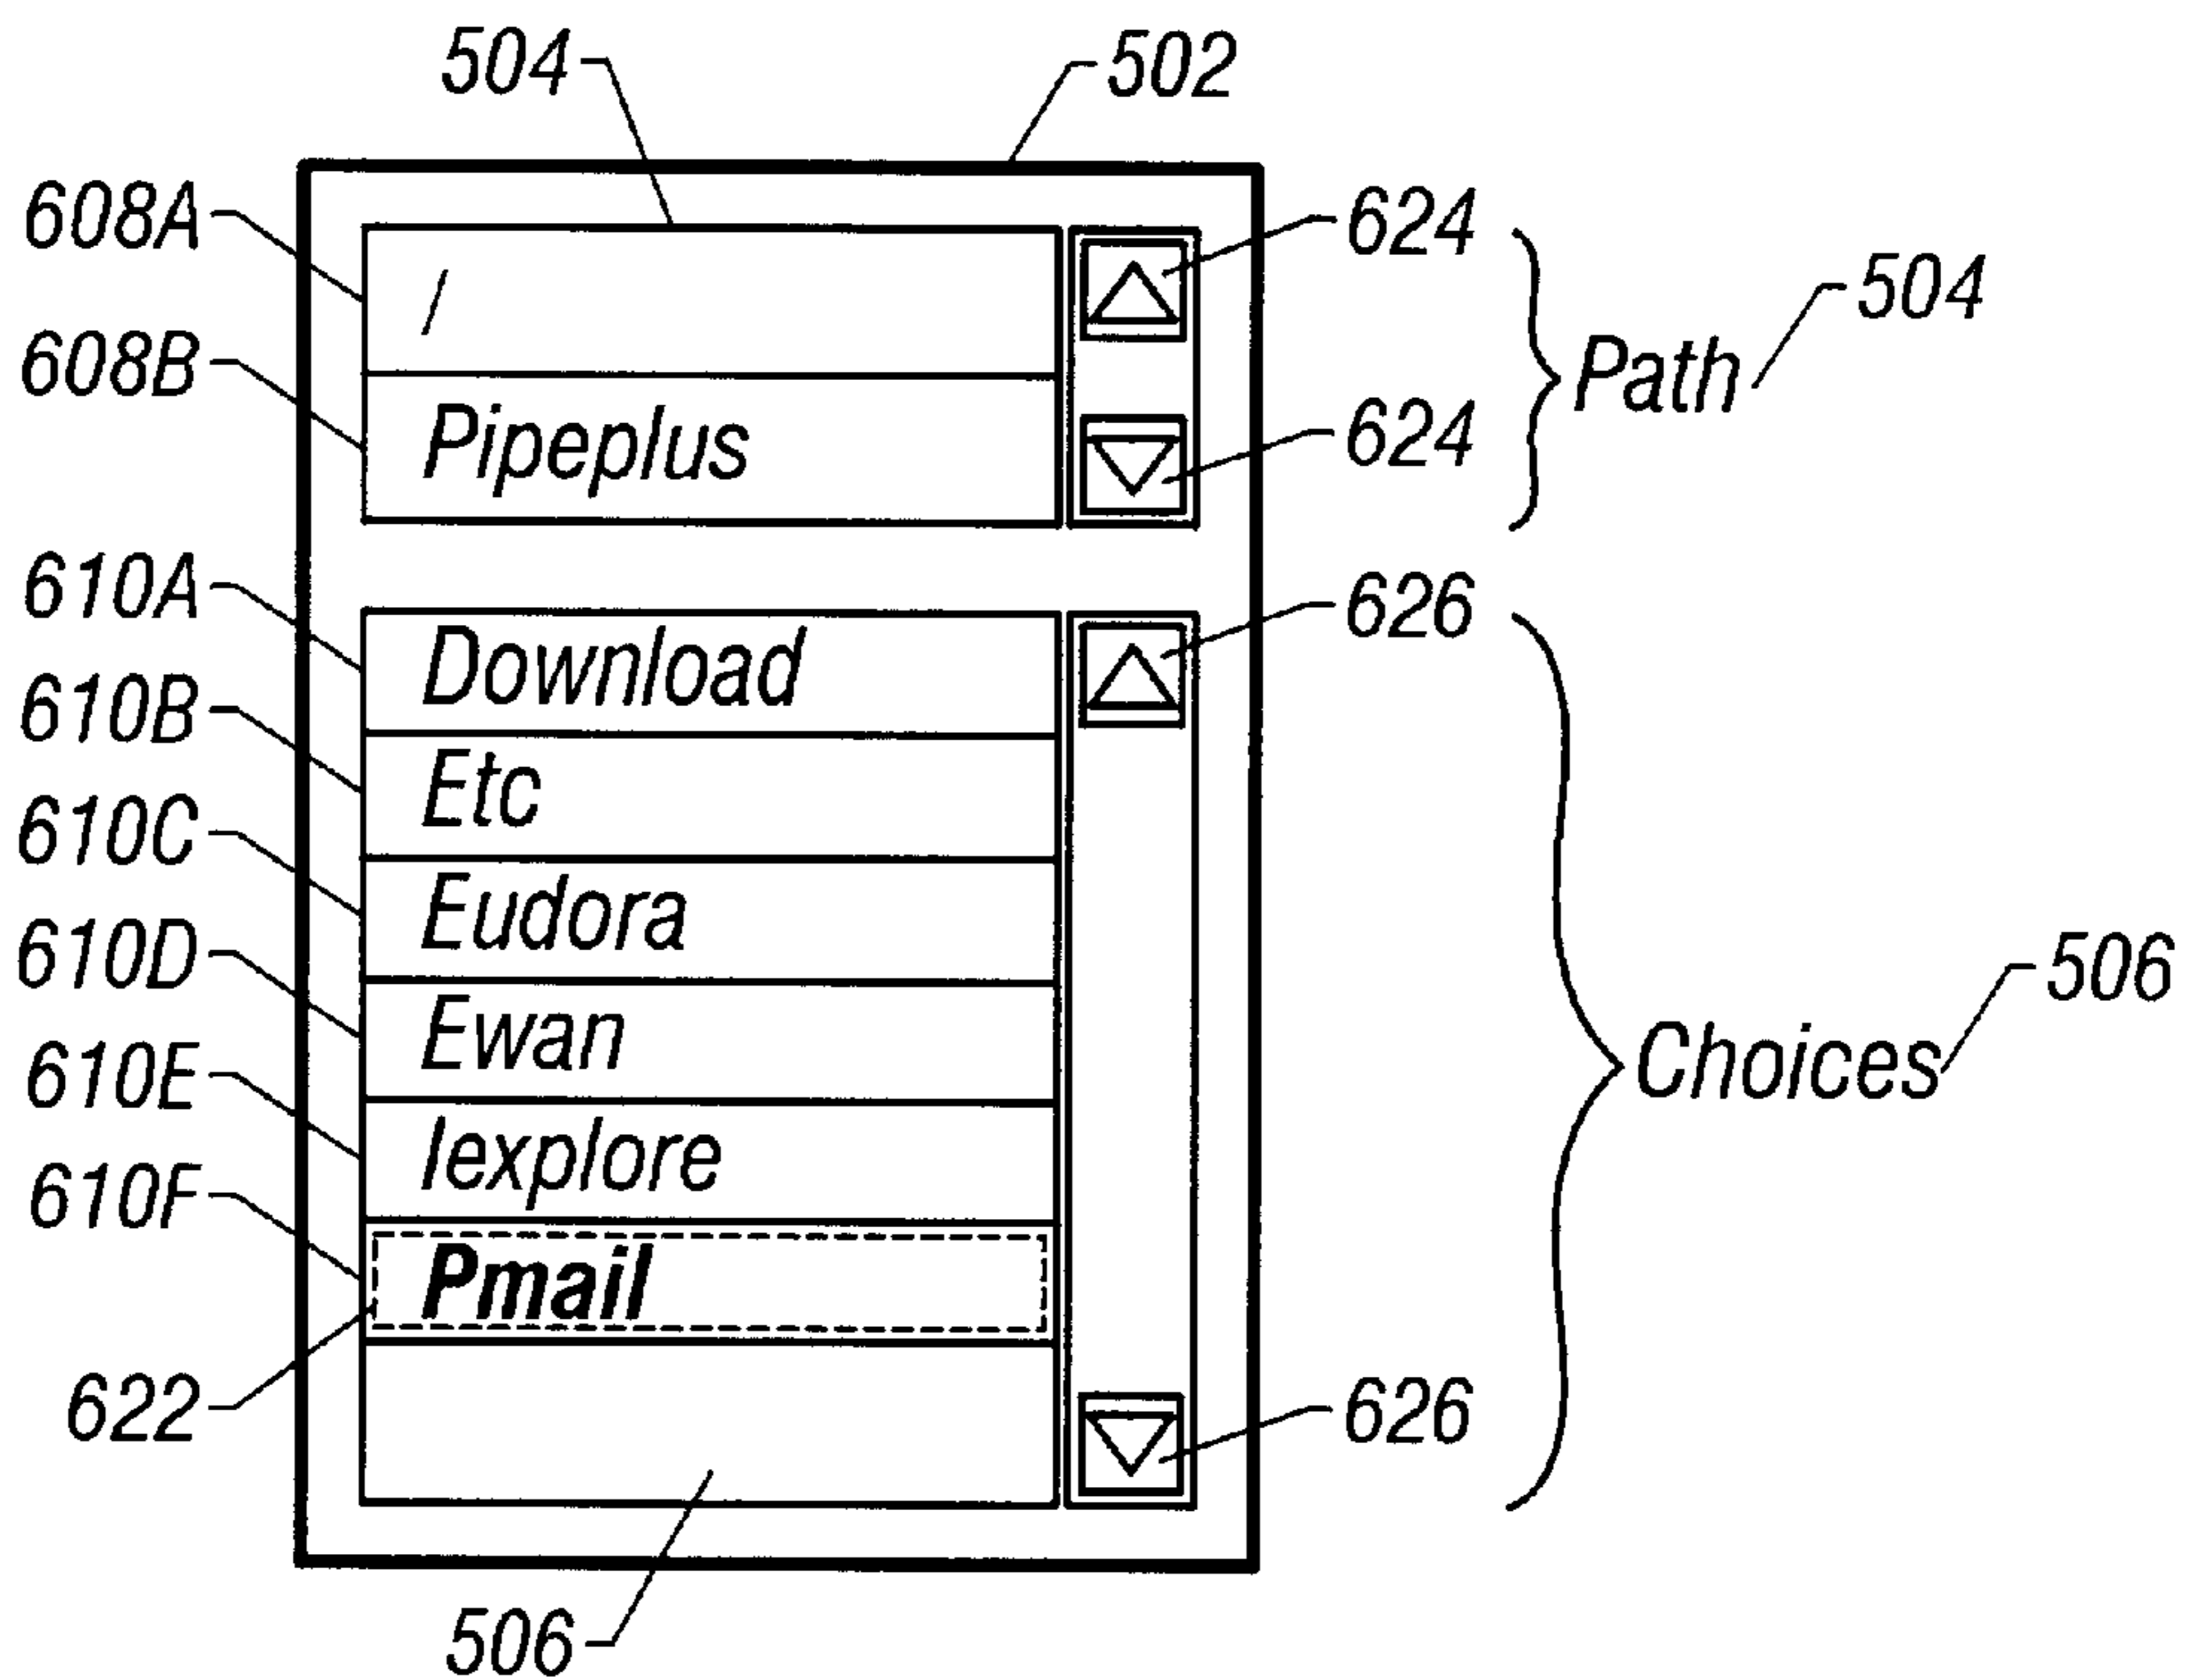 504 502
608A / 624
608B Pipeplus 624
Path 504
610A Download 626
610B Etc
610C Eudora
610D Ewan
610E Iexplore
Choices 506
610F Pmail
622 626
506